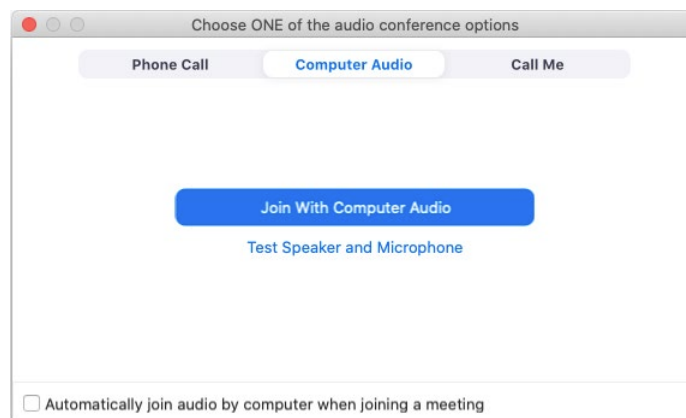 Choose ONE of the audio conference options
Phone Call Computer Audio Call Me
Join With Computer Audio
Test Speaker and Microphone
Automatically join audio by computer when joining a meeting